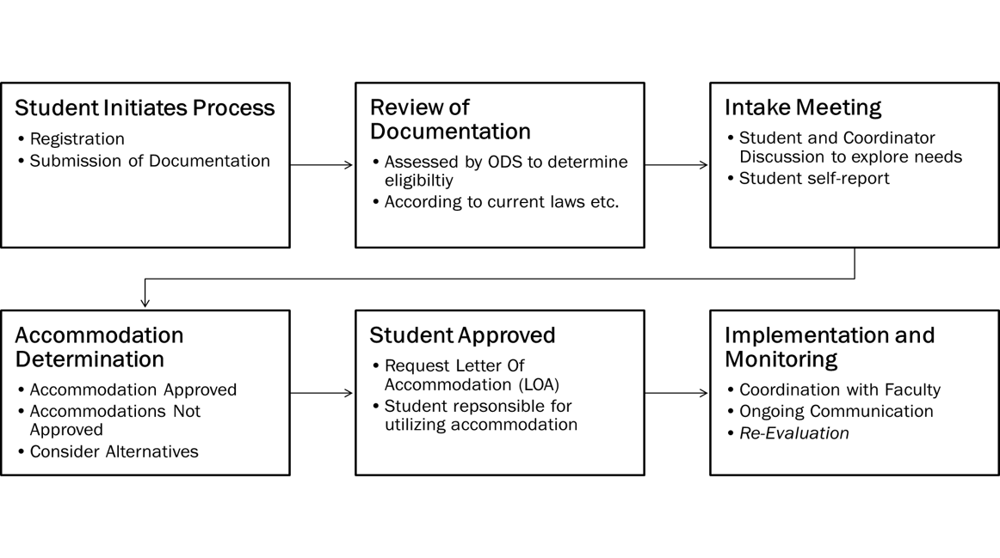 Student Initiates Process
• Registration
• Submission of Documentation
Review of
Documentation
• Assessed by ODS to determine
eligibiltiy
• According to current laws etc.
Intake Meeting
• Student and Coordinator
Discussion to explore needs
• Student self-report
Accommodation
Determination
• Accommodation Approved
• Accommodations Not
Approved
• Consider Alternatives
Student Approved
• Request Letter Of
Accommodation (LOA)
• Student repsonsible for
utilizing accommodation
Implementation and
Monitoring
• Coordination with Faculty
• Ongoing Communication
• Re-Evaluation